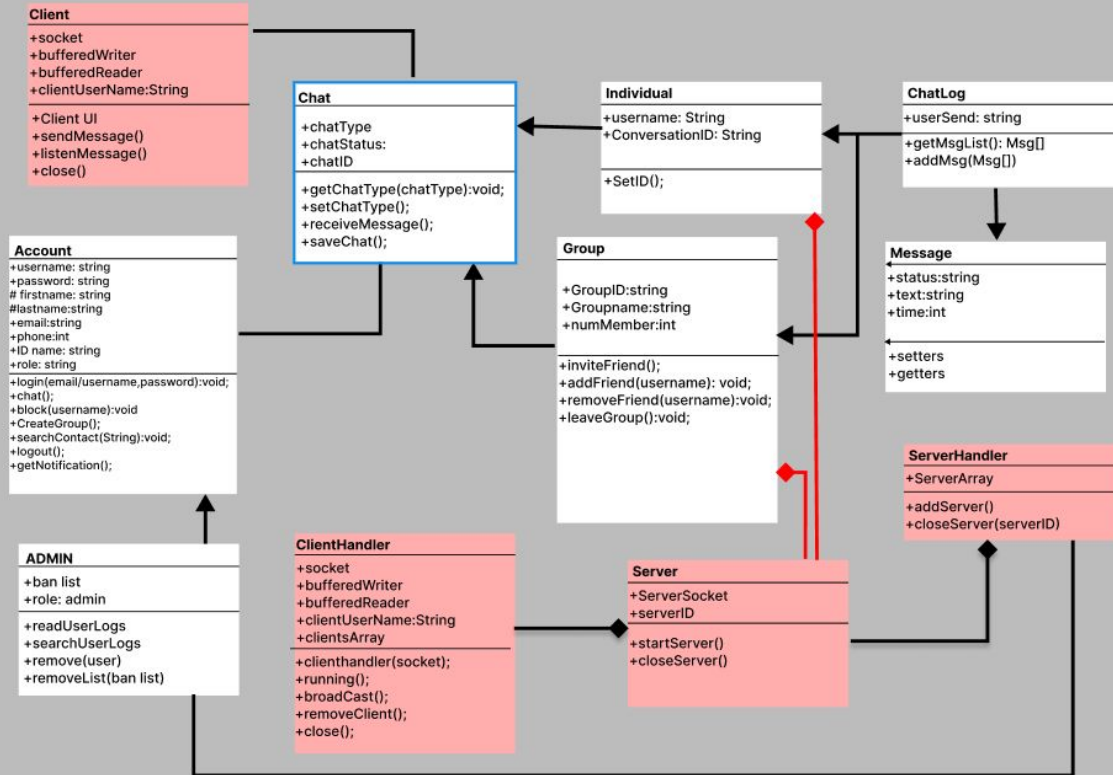 Client
+socket
+bufferedWriter
+bufferedReader
+clientUserName:String
+Client UI
+sendMessage()
+listenMessage()
+close()
Chat
+chatType
+chatStatus:
+chatID
+getChatType(chatType):void;
+setChatType();
+receiveMessage();
+saveChat();
Individual
+username: String
+ConversationID: String
+SetID();
ChatLog
+userSend: string
+getMsgList(): Msg[]
+addMsg(Msg[])
Account
+username: string
+password: string
# firstname: string
#lastname:string
+email:string
+phone:int
+ID name: string
+role: string
+login(email/username,password):void;
+chat();
+block(username):void
+CreateGroup();
+searchContact(String):void;
+logout();
+getNotification();
Group
+GroupID:string
+Groupname:string
+numMember:int
+inviteFriend();
+addFriend(username): void;
+removeFriend(username):void;
+leaveGroup():void;
Message
+status:string
+text:string
+time:int
+setters
+getters
ServerHandler
+ServerArray
+addServer()
+closeServer(serverID)
ADMIN
+ban list
+role: admin
+readUserLogs
+searchUserLogs
+remove(user)
+removeList(ban list)
ClientHandler
+socket
+bufferedWriter
+bufferedReader
+clientUserName:String
+clientsArray
+clienthandler(socket);
+running();
+broadCast();
+removeClient();
+close();
Server
+ServerSocket
+serverID
+startServer()
+closeServer()